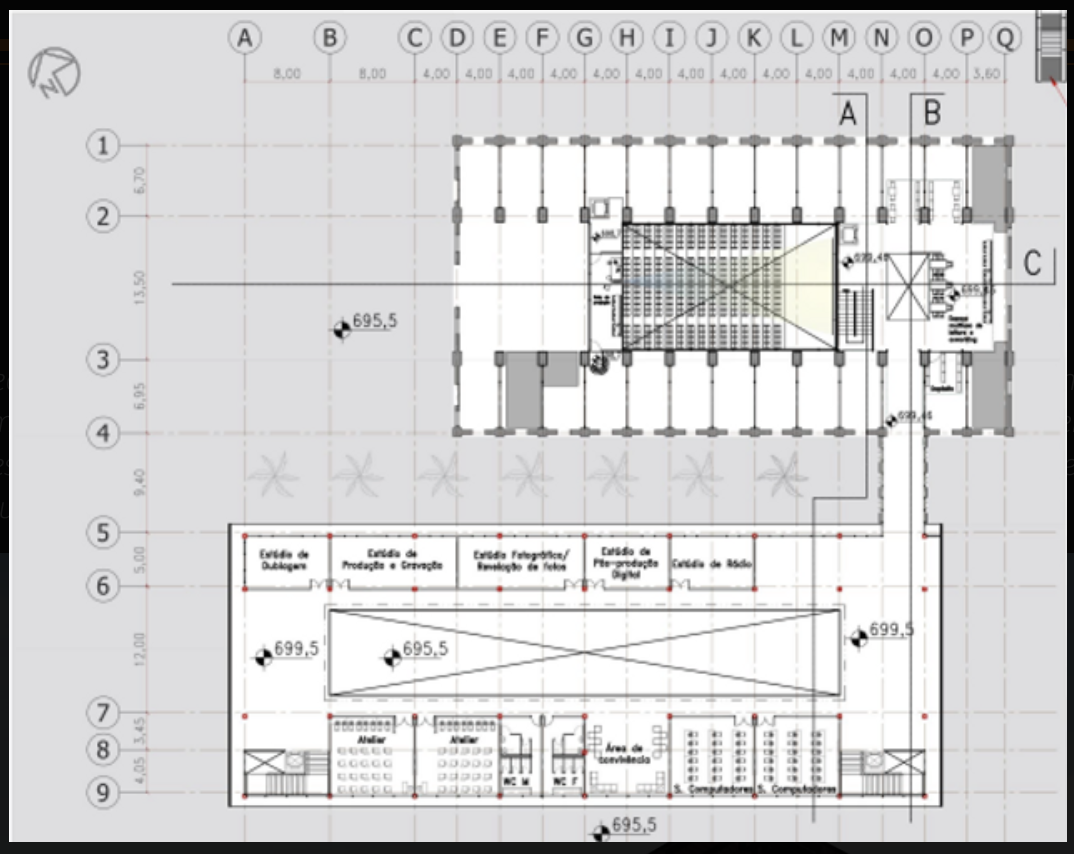 A B C D E F G H I J K L M N O P Q
8,00 8,00 4,00 4,00 4,00 4,00 4,00 4,00 4,00 4,00 4,00 4,00 4,00 4,00 4,00 3,60
N
A B
1
6,70
2
699,45
C
13,50
695,5
3
Depósito
6,95
699,45
4
9,40
5
Estúdio de
Dublagem
Estúdio de
Produção e Gravação
Estúdio Fotográfico/
Revelação de fotos
Estúdio de
Pós-produção
Digital
Estúdio de Rádio
5,00
6
699,5
695,5
699,5
12,00
7
3,45
Atelier
Atelier
8
Área de
convivência
4,05
WC M
WC F
S. Computadores
S. Computadores
9
695,5